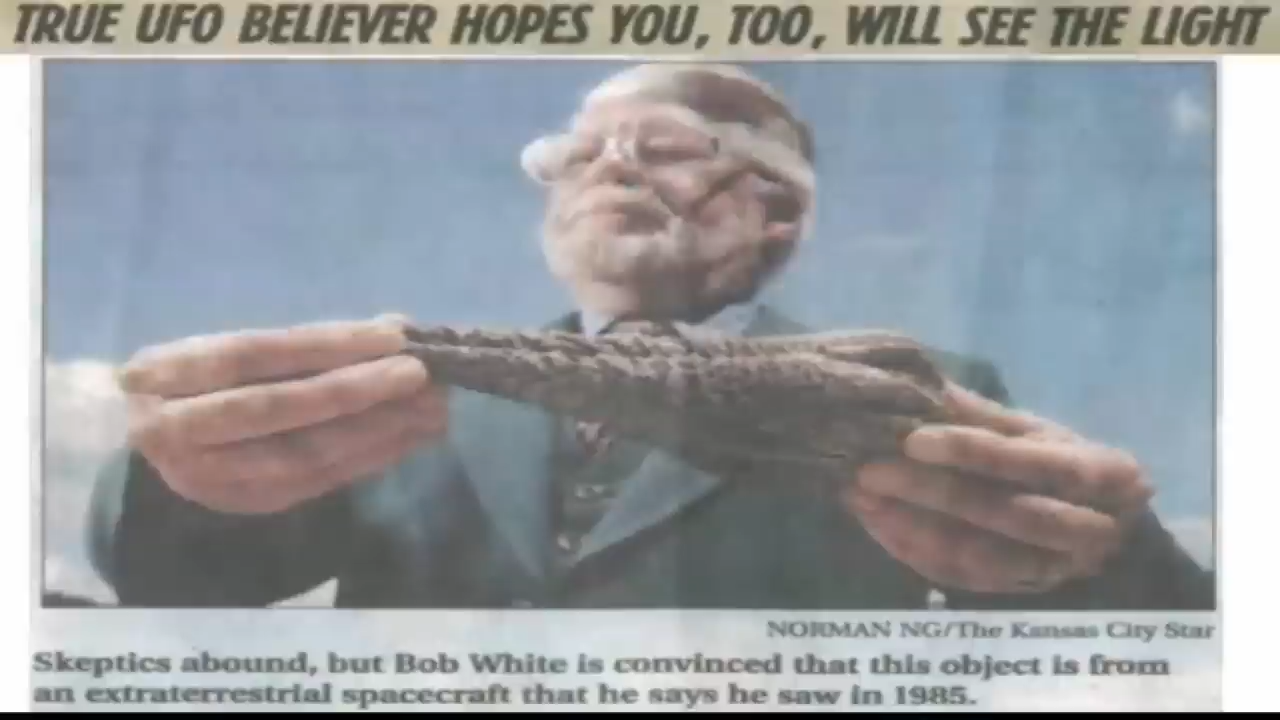 TRUE UFO BELIEVER HOPES YOU, TOO, WILL SEE THE LIGHT
NORMAN NG/The Kansas City Star
Skeptics abound, but Bob White is convinced that this object is from
an extraterrestrial spacecraft that he says he saw in 1985.